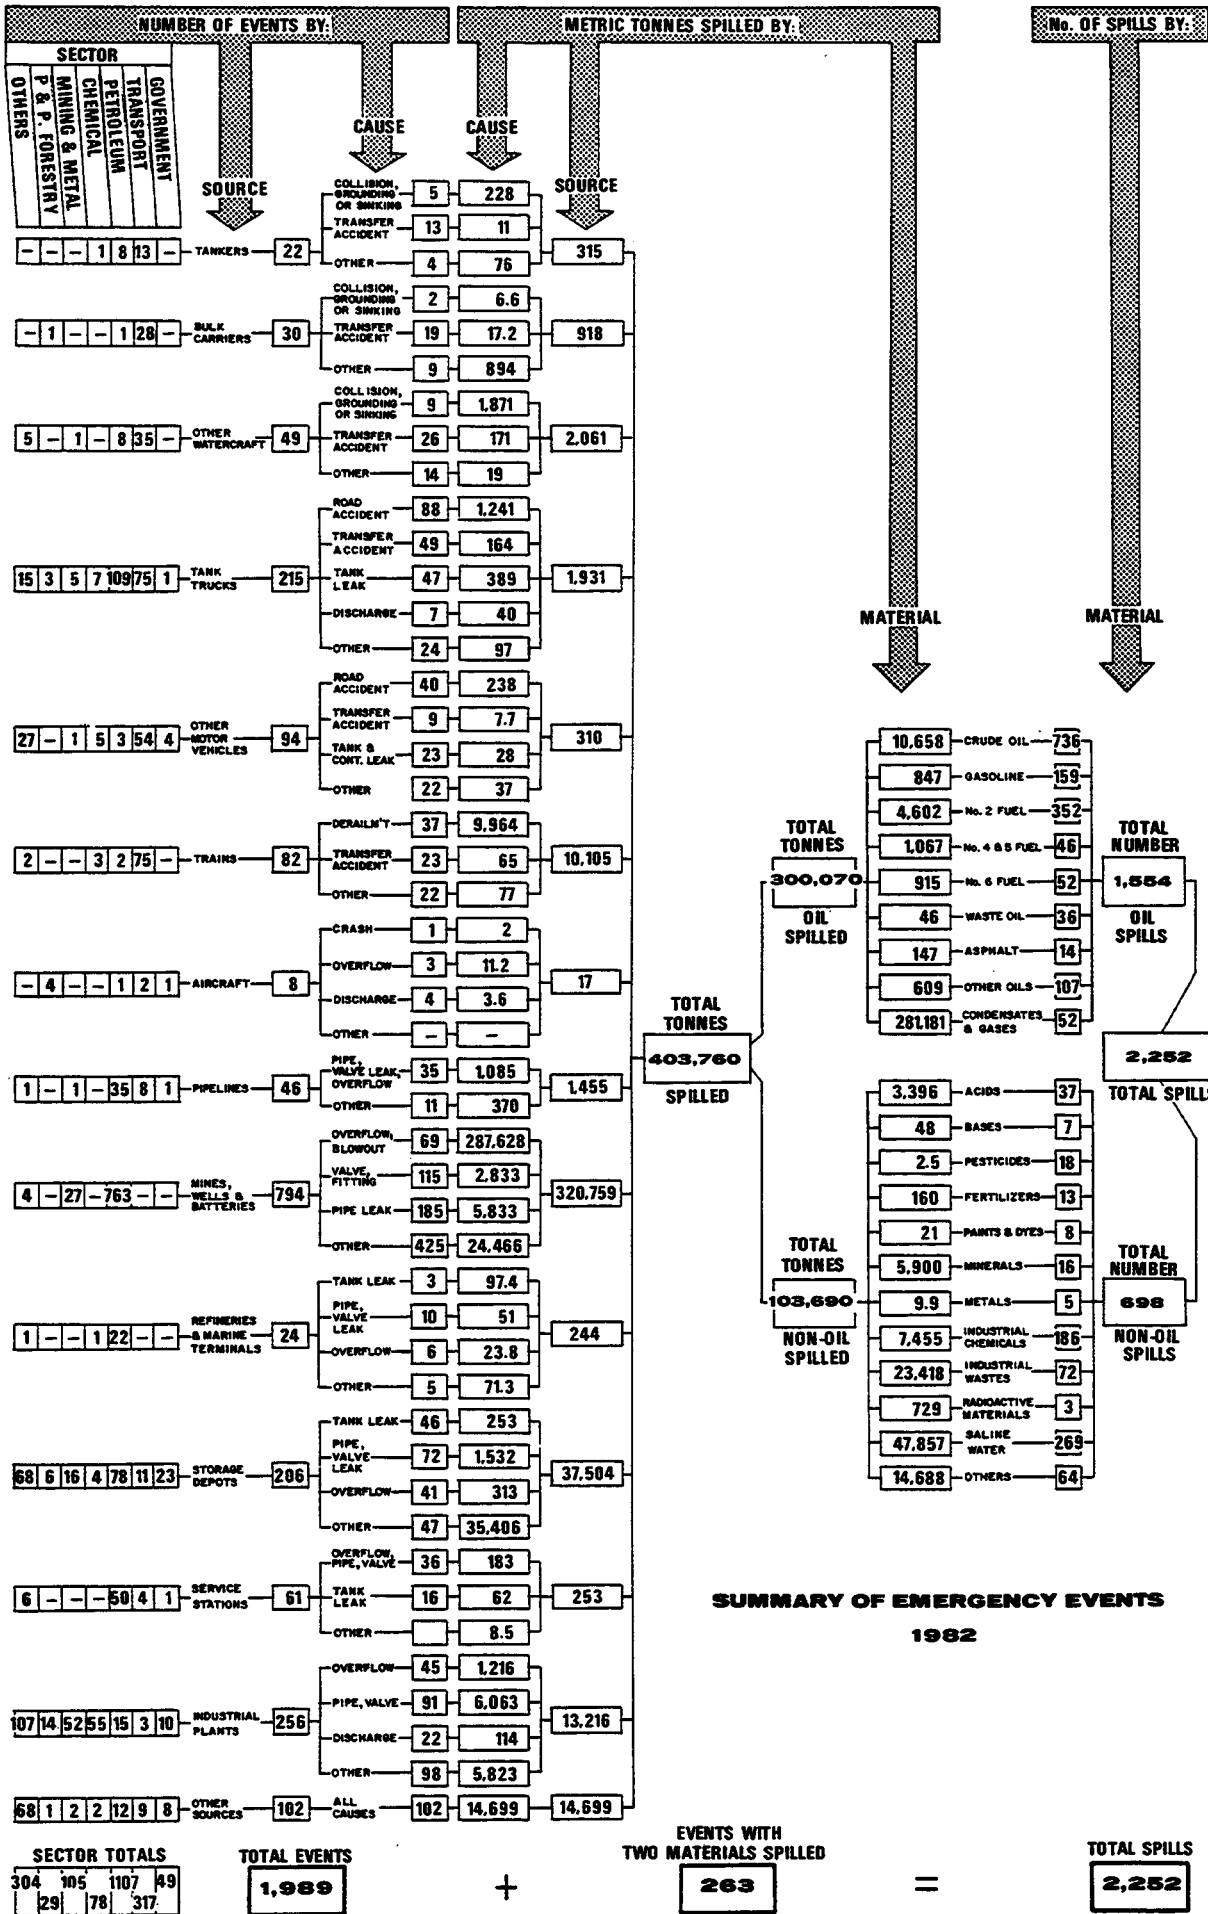 NUMBER OF EVENTS BY:
METRIC TONNES SPILLED BY:
No. OF SPILLS BY:
SECTOR
OTHERS
P & P. FORESTRY
MINING & METAL
CHEMICAL
PETROLEUM
TRANSPORT
GOVERNMENT
SOURCE
CAUSE
CAUSE
SOURCE
MATERIAL
MATERIAL
- - - 1 8 13 - TANKERS 22
COLLISION, GROUNDING OR SINKING 5 228
TRANSFER ACCIDENT 13 11
OTHER 4 76
315
- 1 - - 1 28 - BULK CARRIERS 30
COLLISION, GROUNDING OR SINKING 2 6.6
TRANSFER ACCIDENT 19 17.2
OTHER 9 894
918
5 - 1 - 8 35 - OTHER WATERCRAFT 49
COLLISION, GROUNDING OR SINKING 9 1,871
TRANSFER ACCIDENT 26 171
OTHER 14 19
2,061
15 3 5 7 109 75 1 TANK TRUCKS 215
ROAD ACCIDENT 88 1,241
TRANSFER ACCIDENT 49 164
TANK LEAK 47 389
DISCHARGE 7 40
OTHER 24 97
1,931
27 - 1 5 3 54 4 OTHER MOTOR VEHICLES 94
ROAD ACCIDENT 40 238
TRANSFER ACCIDENT 9 7.7
TANK & CONT. LEAK 23 28
OTHER 22 37
310
2 - - 3 2 75 - TRAINS 82
DERAILM'T 37 9,964
TRANSFER ACCIDENT 23 65
OTHER 22 77
10,105
- 4 - - 1 2 1 AIRCRAFT 8
CRASH 1 2
OVERFLOW 3 11.2
DISCHARGE 4 3.6
OTHER - -
17
1 - 1 - 35 8 1 PIPELINES 46
PIPE, VALVE LEAK, OVERFLOW 35 1,085
OTHER 11 370
1,455
4 - 27 - 763 - - MINES, WELLS & BATTERIES 794
OVERFLOW, BLOWOUT 69 287,628
VALVE, FITTING 115 2,833
PIPE LEAK 185 5,833
OTHER 425 24,466
320,759
1 - - 1 22 - - REFINERIES & MARINE TERMINALS 24
TANK LEAK 3 97.4
PIPE, VALVE LEAK 10 51
OVERFLOW 6 23.8
OTHER 5 71.3
244
68 6 16 4 78 11 23 STORAGE DEPOTS 206
TANK LEAK 46 253
PIPE, VALVE LEAK 72 1,532
OVERFLOW 41 313
OTHER 47 35,406
37,504
6 - - - 50 4 1 SERVICE STATIONS 61
OVERFLOW, PIPE, VALVE 36 183
TANK LEAK 16 62
OTHER 8.5
253
107 14 52 55 15 3 10 INDUSTRIAL PLANTS 256
OVERFLOW 45 1,216
PIPE, VALVE 91 6,063
DISCHARGE 22 114
OTHER 98 5,823
13,216
68 1 2 2 12 9 8 OTHER SOURCES 102
ALL CAUSES 102 14,699 14,699
TOTAL TONNES
403,760
SPILLED
TOTAL TONNES
300,070
OIL SPILLED
10,658 CRUDE OIL 736
847 GASOLINE 159
4,602 No. 2 FUEL 352
1,067 No. 4 & 5 FUEL 46
915 No. 6 FUEL 52
46 WASTE OIL 36
147 ASPHALT 14
609 OTHER OILS 107
281,181 CONDENSATES & GASES 52
TOTAL NUMBER
1,554
OIL SPILLS
2,252
TOTAL SPILLS
TOTAL TONNES
103,690
NON-OIL SPILLED
3,396 ACIDS 37
48 BASES 7
2.5 PESTICIDES 18
160 FERTILIZERS 13
21 PAINTS & DYES 8
5,900 MINERALS 16
9.9 METALS 5
7,455 INDUSTRIAL CHEMICALS 186
23,418 INDUSTRIAL WASTES 72
729 RADIOACTIVE MATERIALS 3
47,857 SALINE WATER 269
14,688 OTHERS 64
TOTAL NUMBER
698
NON-OIL SPILLS
SUMMARY OF EMERGENCY EVENTS
1982
SECTOR TOTALS
304 105 1107 49
29 78 317
TOTAL EVENTS
1,989
+
EVENTS WITH
TWO MATERIALS SPILLED
263
=
TOTAL SPILLS
2,252